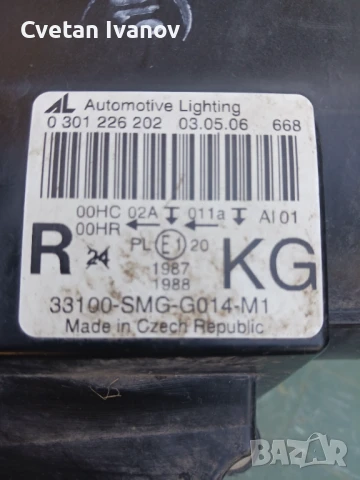 Cvetan Ivanov
AL Automotive Lighting
0 301 226 202 03.05.06 668
00HC 02A 011a AI 01
00HR
R 24 PL E1 20 KG
1987
1988
33100-SMG-G014-M1
Made in Czech Republic
BAZAR